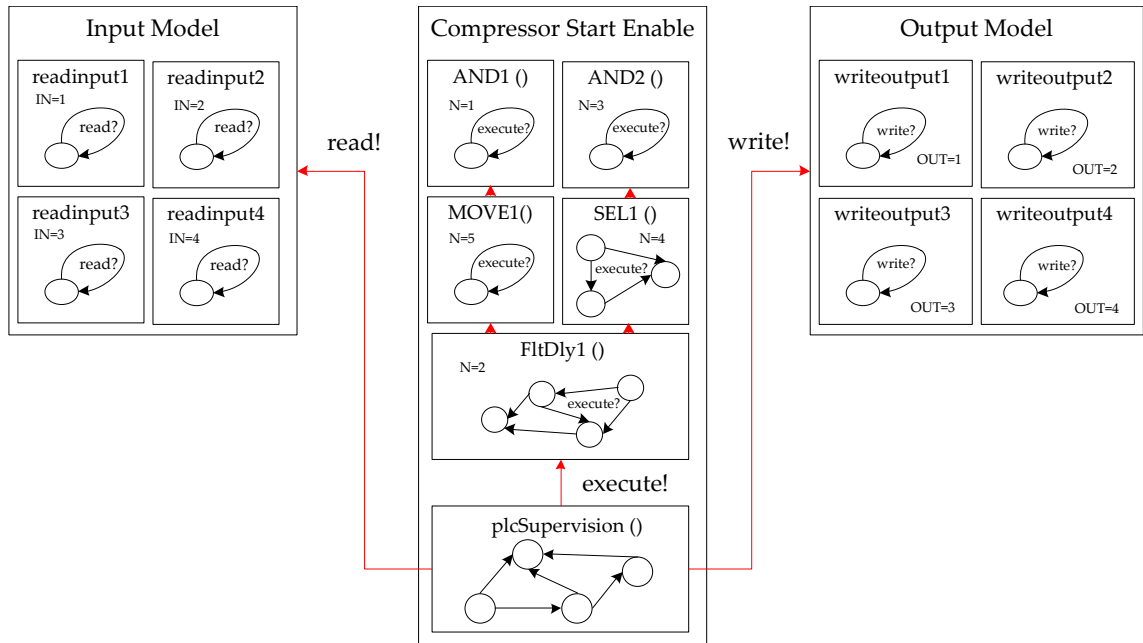 Input Model
readinput1
IN=1
read?
readinput2
IN=2
read?
readinput3
IN=3
read?
readinput4
IN=4
read?
read!
Compressor Start Enable
AND1 ()
N=1
execute?
AND2 ()
N=3
execute?
MOVE1()
N=5
execute?
SEL1 ()
N=4
execute?
FltDly1 ()
N=2
execute?
execute!
plcSupervision ()
write!
Output Model
writeoutput1
write?
OUT=1
writeoutput2
write?
OUT=2
writeoutput3
write?
OUT=3
writeoutput4
write?
OUT=4